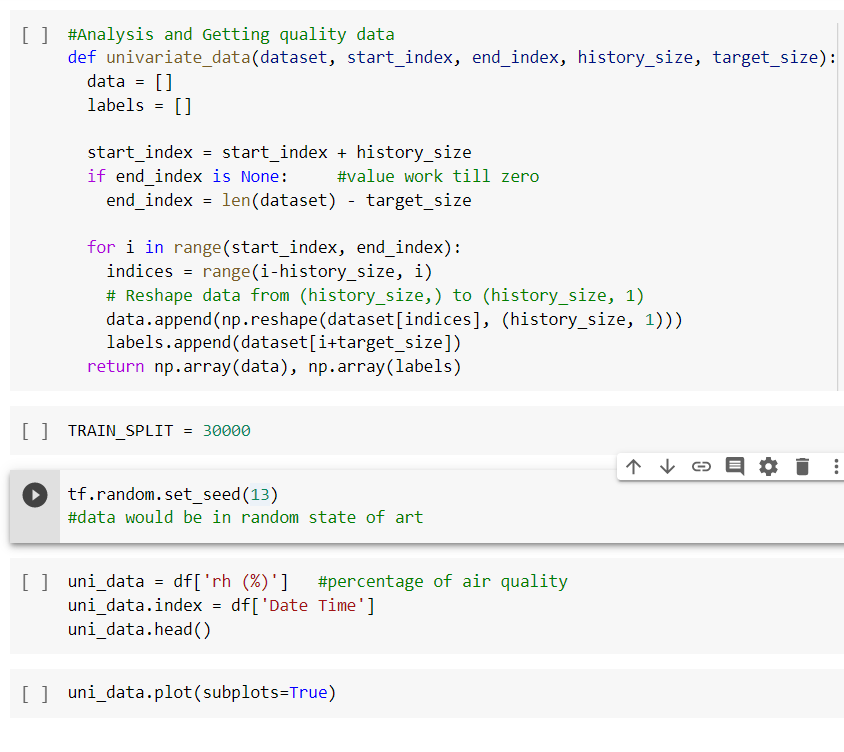 [ ] #Analysis and Getting quality data
def univariate_data(dataset, start_index, end_index, history_size, target_size):
  data = []
  labels = []

  start_index = start_index + history_size
  if end_index is None:     #value work till zero
    end_index = len(dataset) - target_size

  for i in range(start_index, end_index):
    indices = range(i-history_size, i)
    # Reshape data from (history_size,) to (history_size, 1)
    data.append(np.reshape(dataset[indices], (history_size, 1)))
    labels.append(dataset[i+target_size])
  return np.array(data), np.array(labels)
[ ] TRAIN_SPLIT = 30000
tf.random.set_seed(13)
#data would be in random state of art
[ ] uni_data = df['rh (%)']   #percentage of air quality
uni_data.index = df['Date Time']
uni_data.head()
[ ] uni_data.plot(subplots=True)